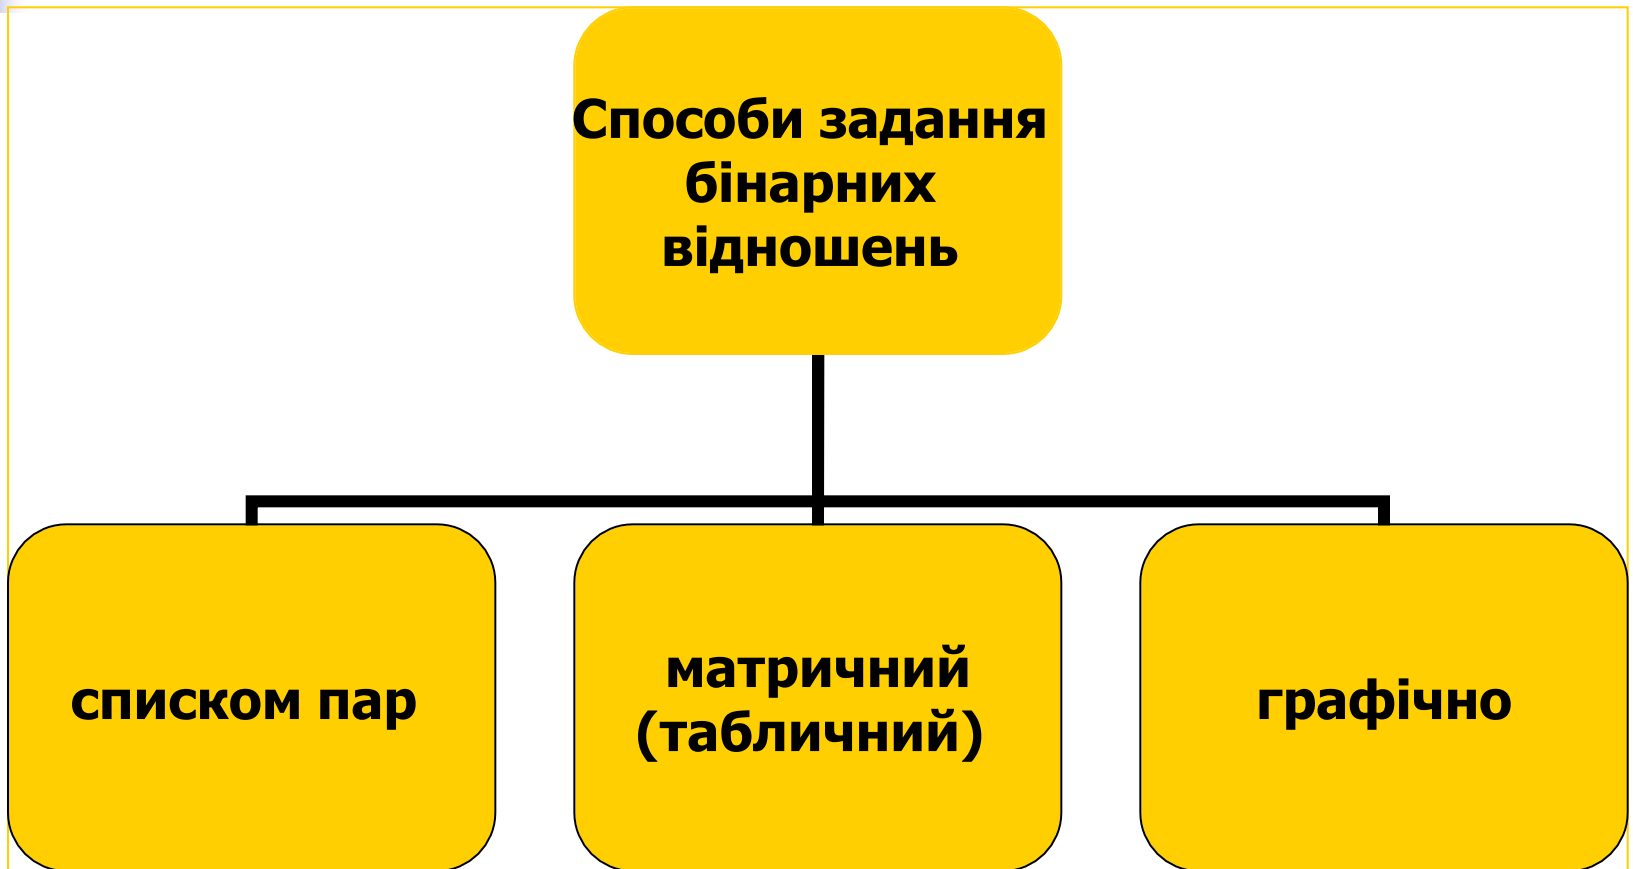 Способи задання
бінарних
відношень
списком пар
матричний
(табличний)
графічно